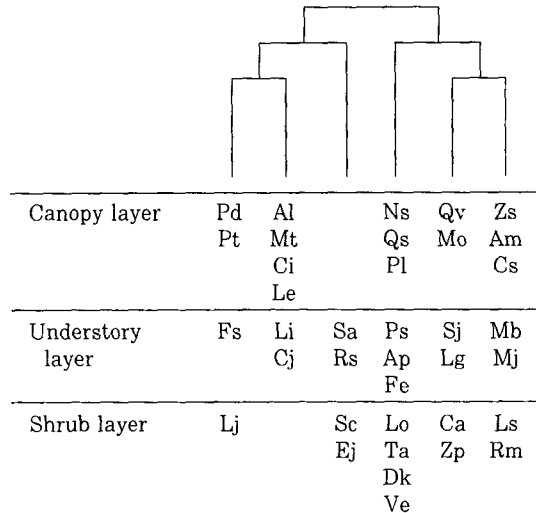 Canopy layer Pd Al Ns Qv Zs
Pt Mt Qs Mo Am
Ci Pl Cs
Le
Understory Fs Li Sa Ps Sj Mb
layer Cj Rs Ap Lg Mj
Fe
Shrub layer Lj Sc Lo Ca Ls
Ej Ta Zp Rm
Dk
Ve